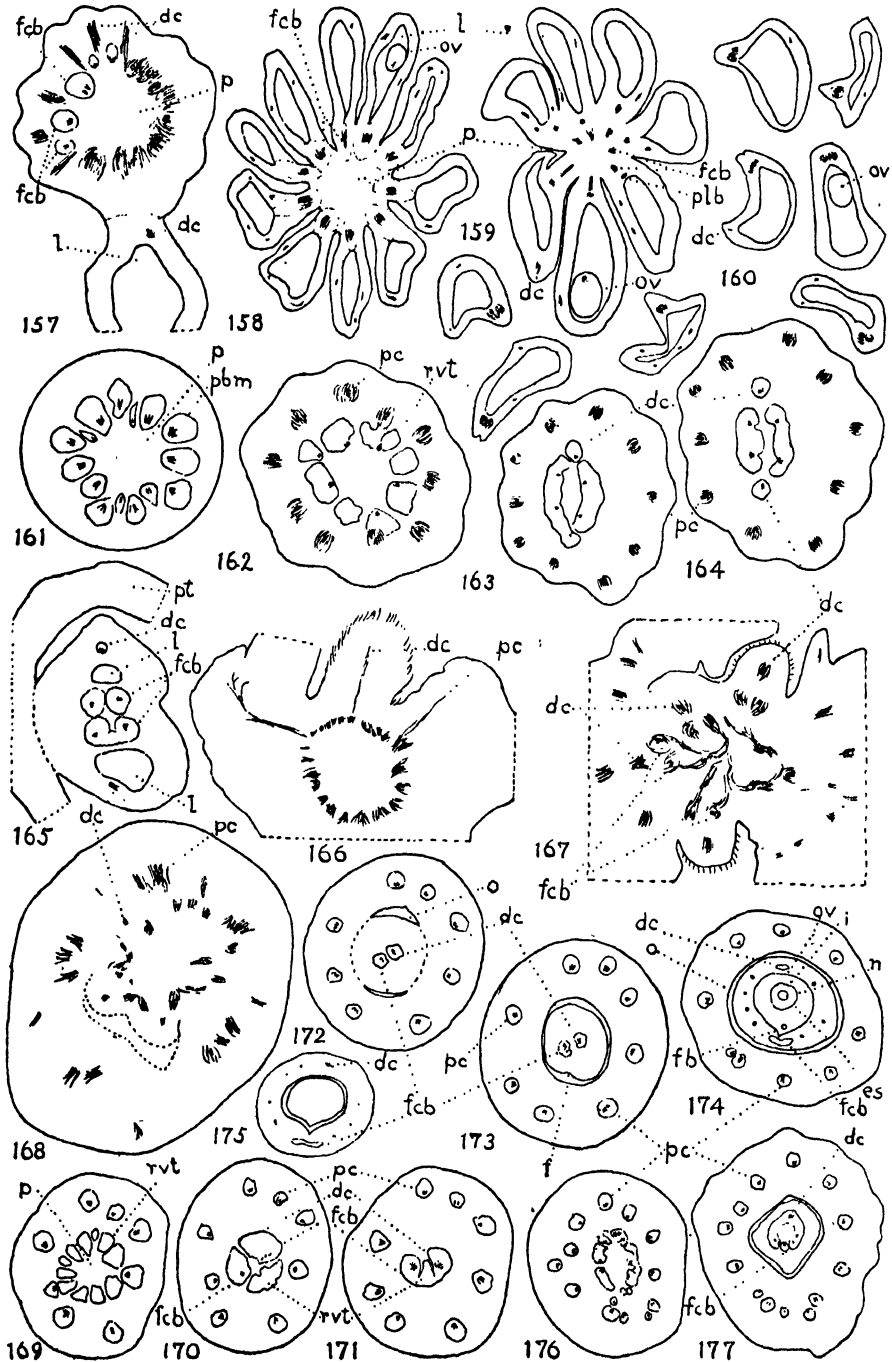 fcb dc
p
fcb
l dc
157
fcb l
ov
p
158
159
fcb
plb
dc ov
dc ov
160
p
pbm
161
pc rvt
162
dc
163
pc
164
pt
dc
l
fcb
l
165
dc pc
166
dc
dc
167
fcb
dc pc
168
o
dc
172
dc
175 fcb
pc
173
f
dc ov i
o n
fb
es
fcb
174
pc
p rvt
169
pc
dc
fcb
fcb rvt
170
171
176
dc
fcb
177